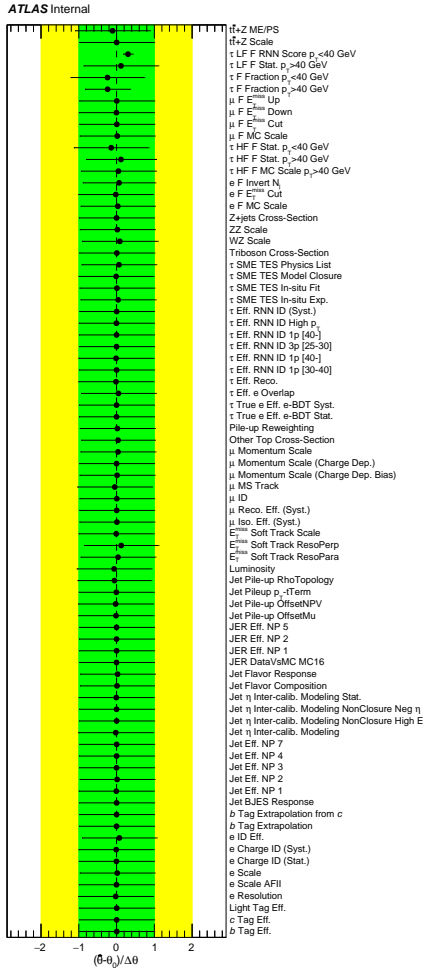 ATLAS Internal
tt̄+Z ME/PS
tt̄+Z Scale
τ LF F RNN Score p_T<40 GeV
τ LF F Stat. p_T>40 GeV
τ F Fraction p_T<40 GeV
τ F Fraction p_T>40 GeV
μ F E_T^miss Up
μ F E_T^miss Down
μ F E_T^miss Cut
μ F MC Scale
τ HF F Stat. p_T<40 GeV
τ HF F Stat. p_T>40 GeV
τ HF F MC Scale p_T>40 GeV
e F Invert N_j
e F E_T^miss Cut
e F MC Scale
Z+jets Cross-Section
ZZ Scale
WZ Scale
Triboson Cross-Section
τ SME TES Physics List
τ SME TES Model Closure
τ SME TES In-situ Fit
τ SME TES In-situ Exp.
τ Eff. RNN ID (Syst.)
τ Eff. RNN ID High p_T
τ Eff. RNN ID 1p [40-]
τ Eff. RNN ID 3p [25-30]
τ Eff. RNN ID 1p [40-]
τ Eff. RNN ID 1p [30-40]
τ Eff. Reco.
τ Eff. e Overlap
τ True e Eff. e-BDT Syst.
τ True e Eff. e-BDT Stat.
Pile-up Reweighting
Other Top Cross-Section
μ Momentum Scale
μ Momentum Scale (Charge Dep.)
μ Momentum Scale (Charge Dep. Bias)
μ MS Track
μ ID
μ Reco. Eff. (Syst.)
μ Iso. Eff. (Syst.)
E_T^miss Soft Track Scale
E_T^miss Soft Track ResoPerp
E_T^miss Soft Track ResoPara
Luminosity
Jet Pile-up RhoTopology
Jet Pileup p_T-tTerm
Jet Pile-up OffsetNPV
Jet Pile-up OffsetMu
JER Eff. NP 5
JER Eff. NP 2
JER Eff. NP 1
JER DataVsMC MC16
Jet Flavor Response
Jet Flavor Composition
Jet η Inter-calib. Modeling Stat.
Jet η Inter-calib. Modeling NonClosure Neg η
Jet η Inter-calib. Modeling NonClosure High E
Jet η Inter-calib. Modeling
Jet Eff. NP 7
Jet Eff. NP 4
Jet Eff. NP 3
Jet Eff. NP 2
Jet Eff. NP 1
Jet BJES Response
b Tag Extrapolation from c
b Tag Extrapolation
e ID Eff.
e Charge ID (Syst.)
e Charge ID (Stat.)
e Scale
e Scale AFII
e Resolution
Light Tag Eff.
c Tag Eff.
b Tag Eff.
−2 −1 0 1 2
(θ̂-θ₀)/Δθ